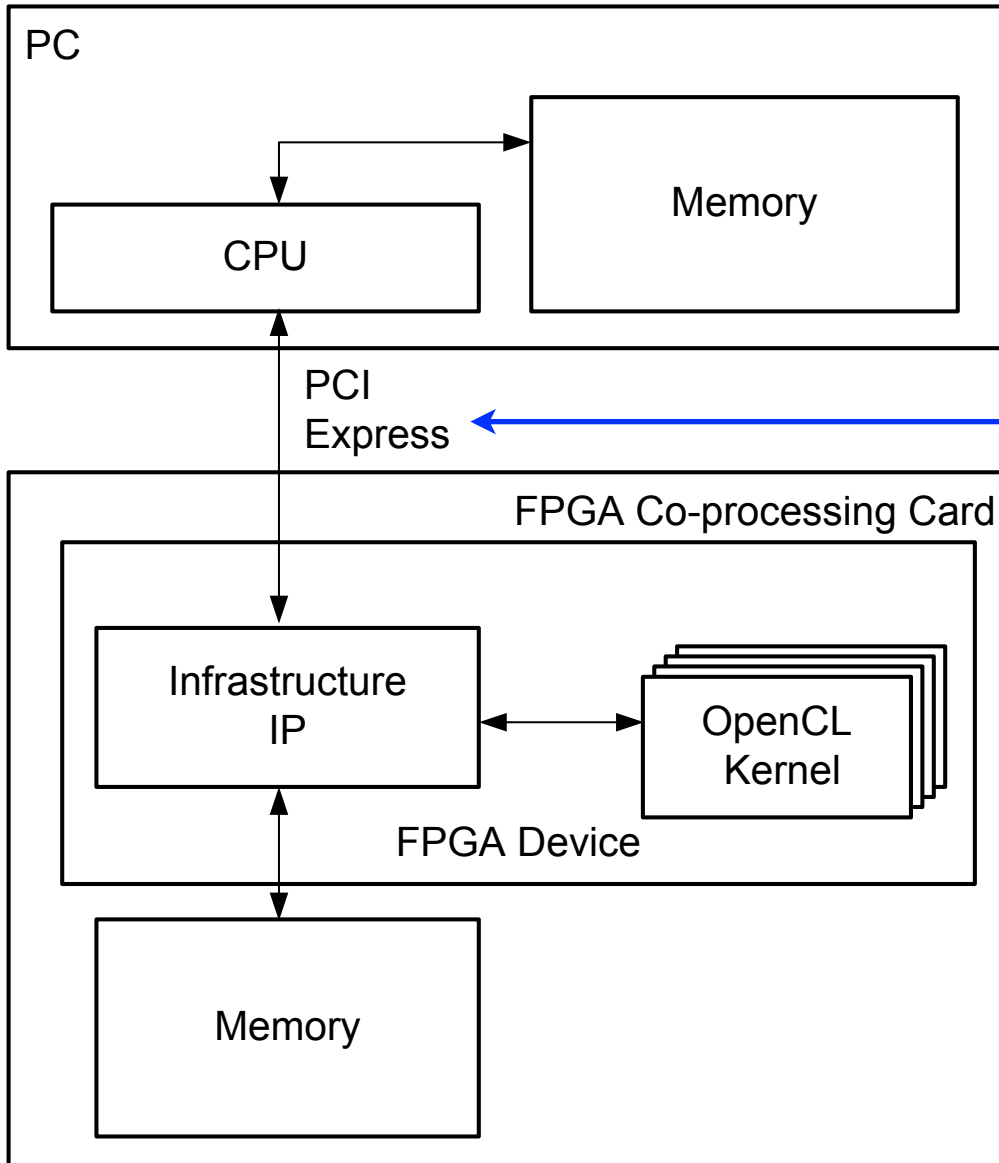 PC
Memory
CPU
PCI
Express
FPGA Co-processing Card
Infrastructure
IP
OpenCL
Kernel
FPGA Device
Memory